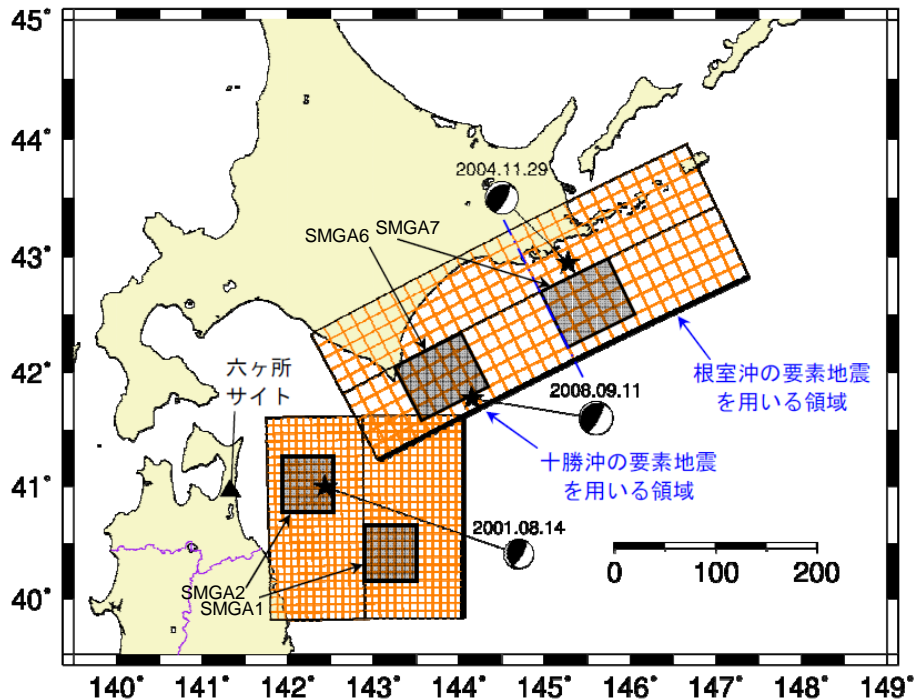 45°
44°
43°
42°
41°
40°
2004.11.29
SMGA6
SMGA7
六ヶ所
サイト
2008.09.11
根室沖の要素地震
を用いる領域
十勝沖の要素地震
を用いる領域
2001.08.14
SMGA2
SMGA1
0 100 200
140° 141° 142° 143° 144° 145° 146° 147° 148° 149°